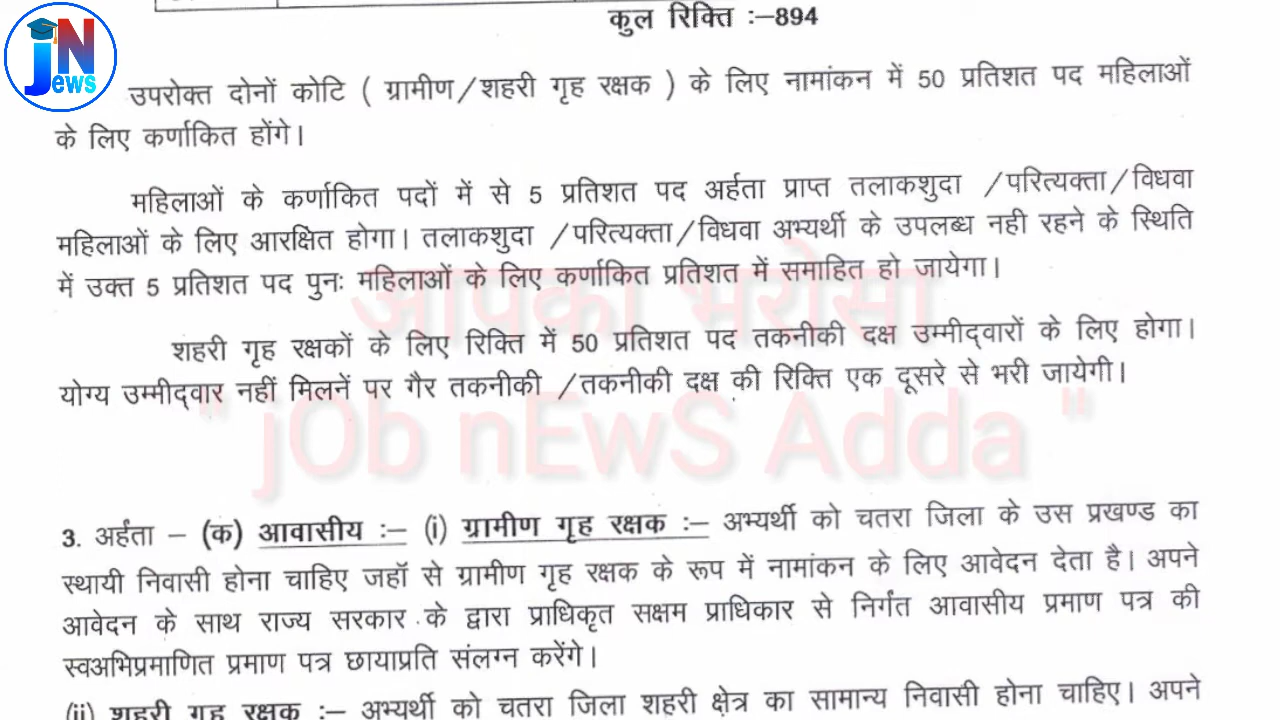 कुल रिक्ति :–894
JN
ews
उपरोक्त दोनों कोटि ( ग्रामीण/शहरी गृह रक्षक ) के लिए नामांकन में 50 प्रतिशत पद महिलाओं
के लिए कर्णाकित होंगे।
महिलाओं के कर्णाकित पदों में से 5 प्रतिशत पद अर्हता प्राप्त तलाकशुदा /परित्यक्ता/विधवा
महिलाओं के लिए आरक्षित होगा। तलाकशुदा /परित्यक्ता/विधवा अभ्यर्थी के उपलब्ध नही रहने के स्थिति
में उक्त 5 प्रतिशत पद पुनः महिलाओं के लिए कर्णाकित प्रतिशत में समाहित हो जायेगा।
आपका भरोसा
शहरी गृह रक्षकों के लिए रिक्ति में 50 प्रतिशत पद तकनीकी दक्ष उम्मीद्वारों के लिए होगा।
योग्य उम्मीद्वार नहीं मिलनें पर गैर तकनीकी /तकनीकी दक्ष की रिक्ति एक दूसरे से भरी जायेगी।
" jOb nEwS Adda "
3. अर्हता – (क) आवासीय :– (i) ग्रामीण गृह रक्षक :– अभ्यर्थी को चतरा जिला के उस प्रखण्ड का
स्थायी निवासी होना चाहिए जहॉ से ग्रामीण गृह रक्षक के रूप में नामांकन के लिए आवेदन देता है। अपने
आवेदन के साथ राज्य सरकार के द्वारा प्राधिकृत सक्षम प्राधिकार से निर्गत आवासीय प्रमाण पत्र की
स्वअभिप्रमाणित प्रमाण पत्र छायाप्रति संलग्न करेंगे।
(ii) शहरी गृह रक्षक :– अभ्यर्थी को चतरा जिला शहरी क्षेत्र का सामान्य निवासी होना चाहिए। अपने